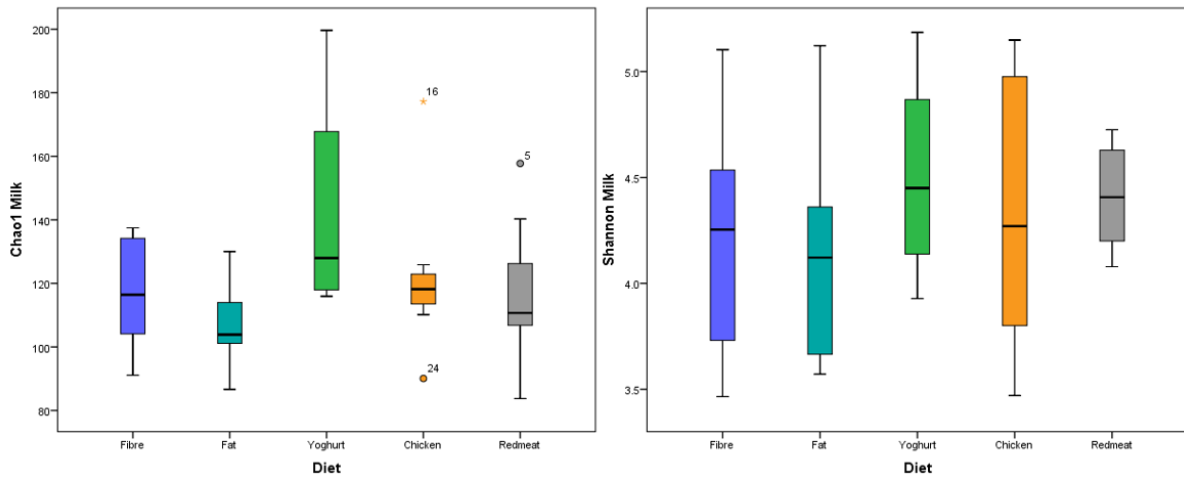 Chao1 Milk
200
180
160
140
120
100
80
16
24
5
Fibre Fat Yoghurt Chicken Redmeat
Diet
Shannon Milk
5.0
4.5
4.0
3.5
Fibre Fat Yoghurt Chicken Redmeat
Diet